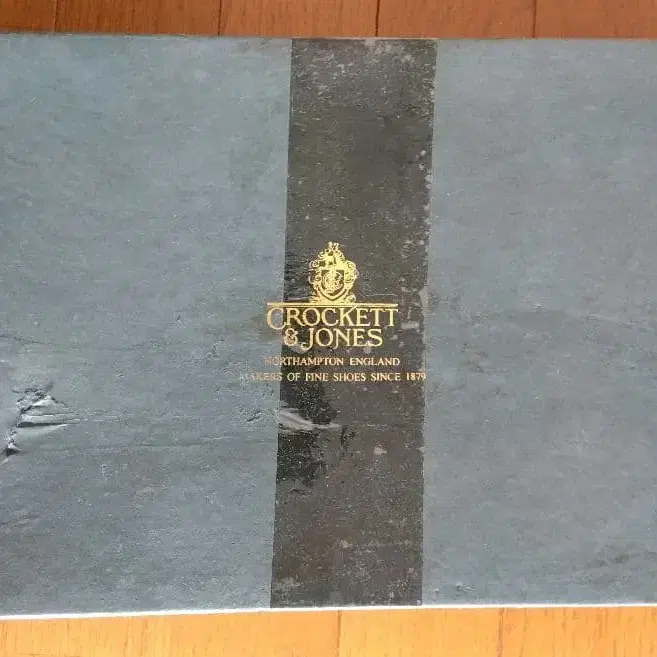 CROCKETT
& JONES
NORTHAMPTON ENGLAND
MAKERS OF FINE SHOES SINCE 1879